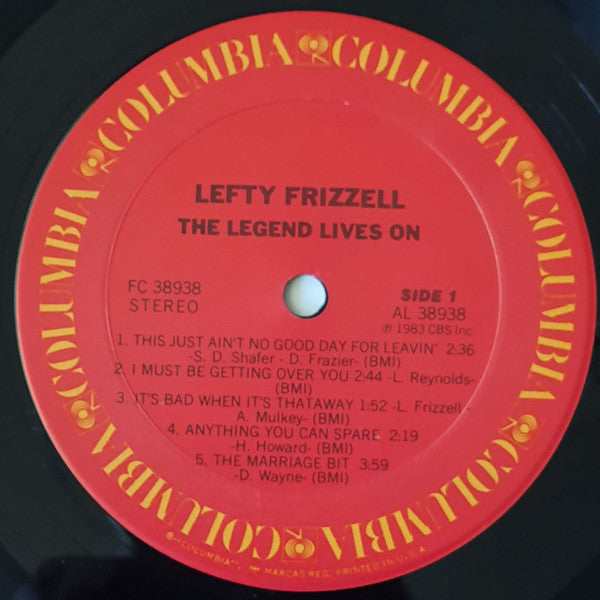 COLUMBIA COLUMBIA COLUMBIA COLUMBIA COLUMBIA COLUMBIA COLUMBIA
LEFTY FRIZZELL
THE LEGEND LIVES ON
FC 38938
STEREO
SIDE 1
AL 38938
℗ 1983 CBS Inc.
1. THIS JUST AIN'T NO GOOD DAY FOR LEAVIN' 2:36
-S. D. Shafer - D. Frazier- (BMI)
2. I MUST BE GETTING OVER YOU 2:44 -L. Reynolds-
(BMI)
3. IT'S BAD WHEN IT'S THATAWAY 1:52 -L. Frizzell -
A. Mulkey- (BMI)
4. ANYTHING YOU CAN SPARE 2:19
-H. Howard- (BMI)
5. THE MARRIAGE BIT 3:59
-D. Wayne- (BMI)
"COLUMBIA", MARCAS REG. PRINTED IN U.S.A